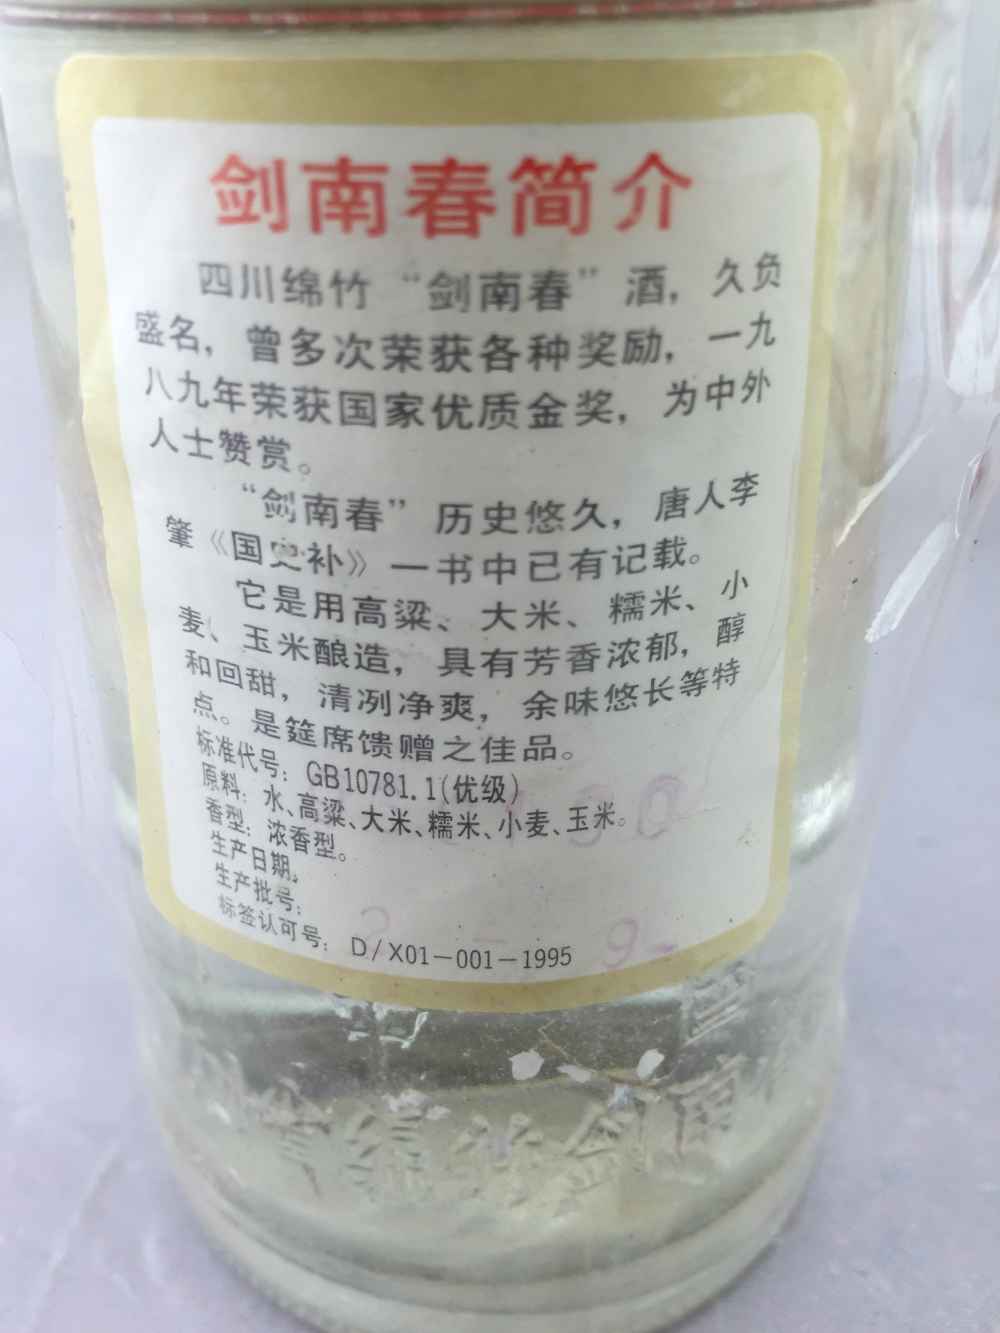 剑南春简介
四川绵竹“剑南春”酒，久负
盛名，曾多次荣获各种奖励，一九
八九年荣获国家优质金奖，为中外
人士赞赏。
“剑南春”历史悠久，唐人李
肇《国史补》一书中已有记载。
它是用高粱、大米、糯米、小
麦、玉米酿造，具有芳香浓郁，醇
和回甜，清冽净爽，余味悠长等特
点。是筵席馈赠之佳品。
标准代号：GB10781.1(优级)
原料：水、高粱、大米、糯米、小麦、玉米。
香型：浓香型。
生产日期：
生产批号：
标签认可号：D/X01－001－1995